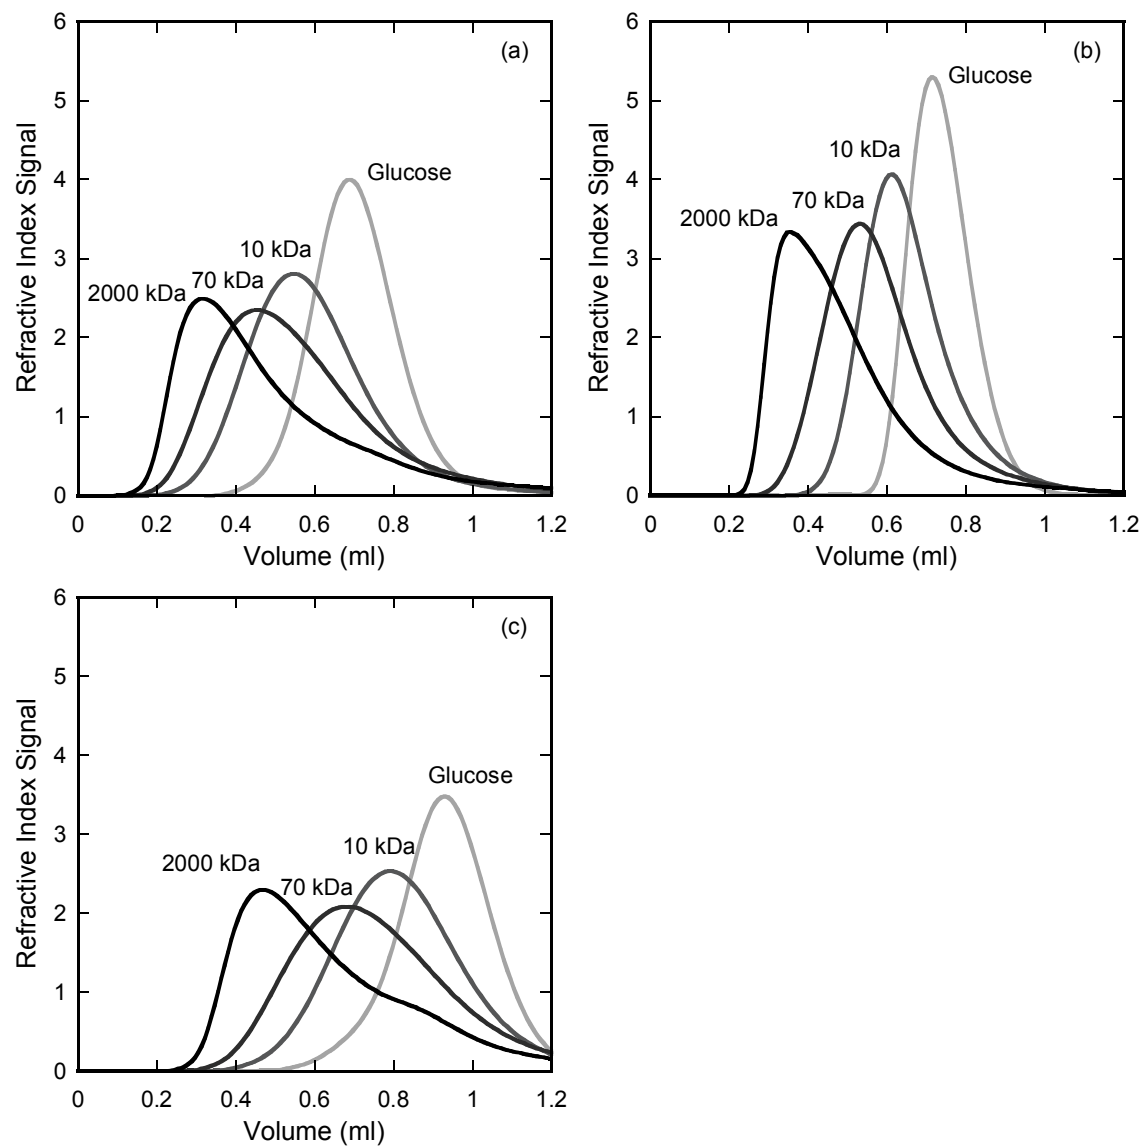 6
(a)
5
Glucose
4
10 kDa
3
2000 kDa 70 kDa
2
1
0
0 0.2 0.4 0.6 0.8 1 1.2
Volume (ml)
Refractive Index Signal
6
(b)
Glucose
5
10 kDa
4
70 kDa
2000 kDa
3
2
1
0
0 0.2 0.4 0.6 0.8 1 1.2
Volume (ml)
Refractive Index Signal
6
(c)
5
4
Glucose
3
10 kDa
2000 kDa
70 kDa
2
1
0
0 0.2 0.4 0.6 0.8 1 1.2
Volume (ml)
Refractive Index Signal